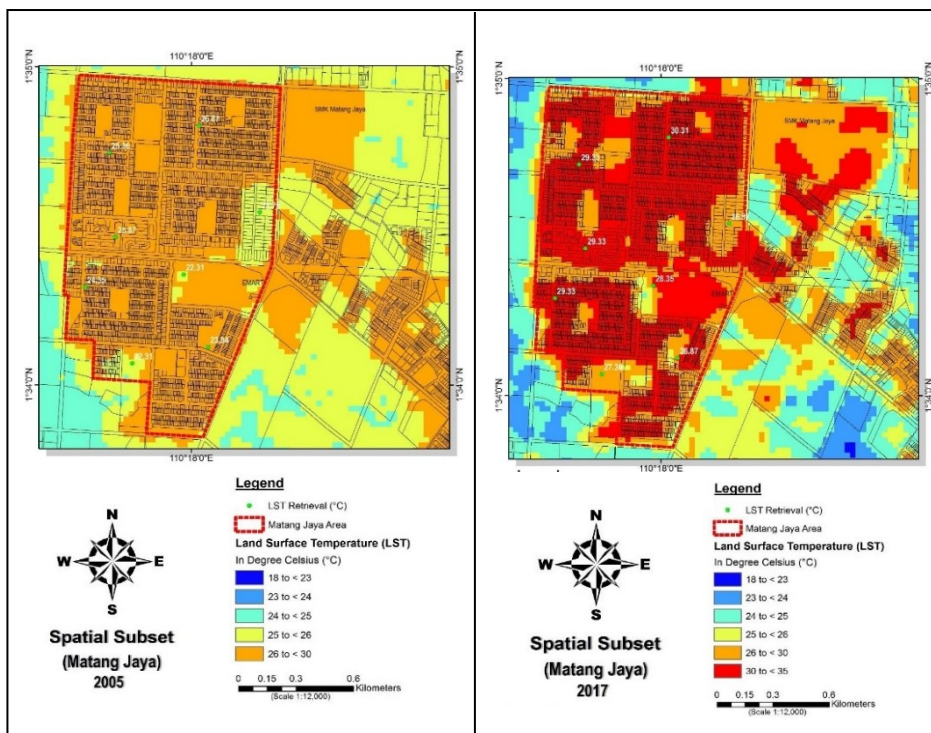 110°18'0"E
1°35'0"N
1°35'0"N
SMK Matang Jaya
26.87
22.31
EMART
23.84
1°34'0"N
1°34'0"N
110°18'0"E
Legend
LST Retrieval (°C)
Matang Jaya Area
Land Surface Temperature (LST)
In Degree Celsius (°C)
18 to < 23
23 to < 24
24 to < 25
25 to < 26
26 to < 30
N
W E
S
Spatial Subset
(Matang Jaya)
2005
0 0.15 0.3 0.6
Kilometers
(Scale 1:12,000)
110°18'0"E
1°35'0"N
1°35'0"N
SMK Matang Jaya
30.31
29.33
29.33
28.35
29.33
EMART
26.87
1°34'0"N
1°34'0"N
110°18'0"E
Legend
LST Retrieval (°C)
Matang Jaya Area
Land Surface Temperature (LST)
In Degree Celsius (°C)
18 to < 23
23 to < 24
24 to < 25
25 to < 26
26 to < 30
30 to < 35
N
W E
S
Spatial Subset
(Matang Jaya)
2017
0 0.15 0.3 0.6
Kilometers
(Scale 1:12,000)